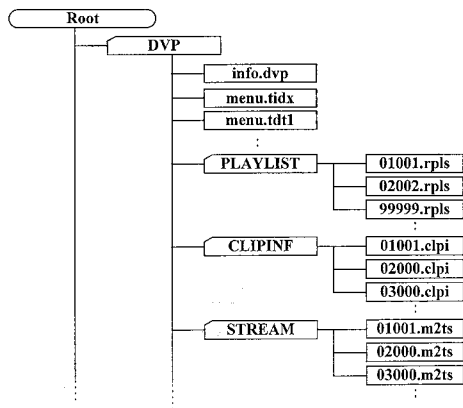 Root
DVP
info.dvp
menu.tidx
menu.tdt1
PLAYLIST
01001.rpls
02002.rpls
99999.rpls
CLIPINF
01001.clpi
02000.clpi
03000.clpi
STREAM
01001.m2ts
02000.m2ts
03000.m2ts